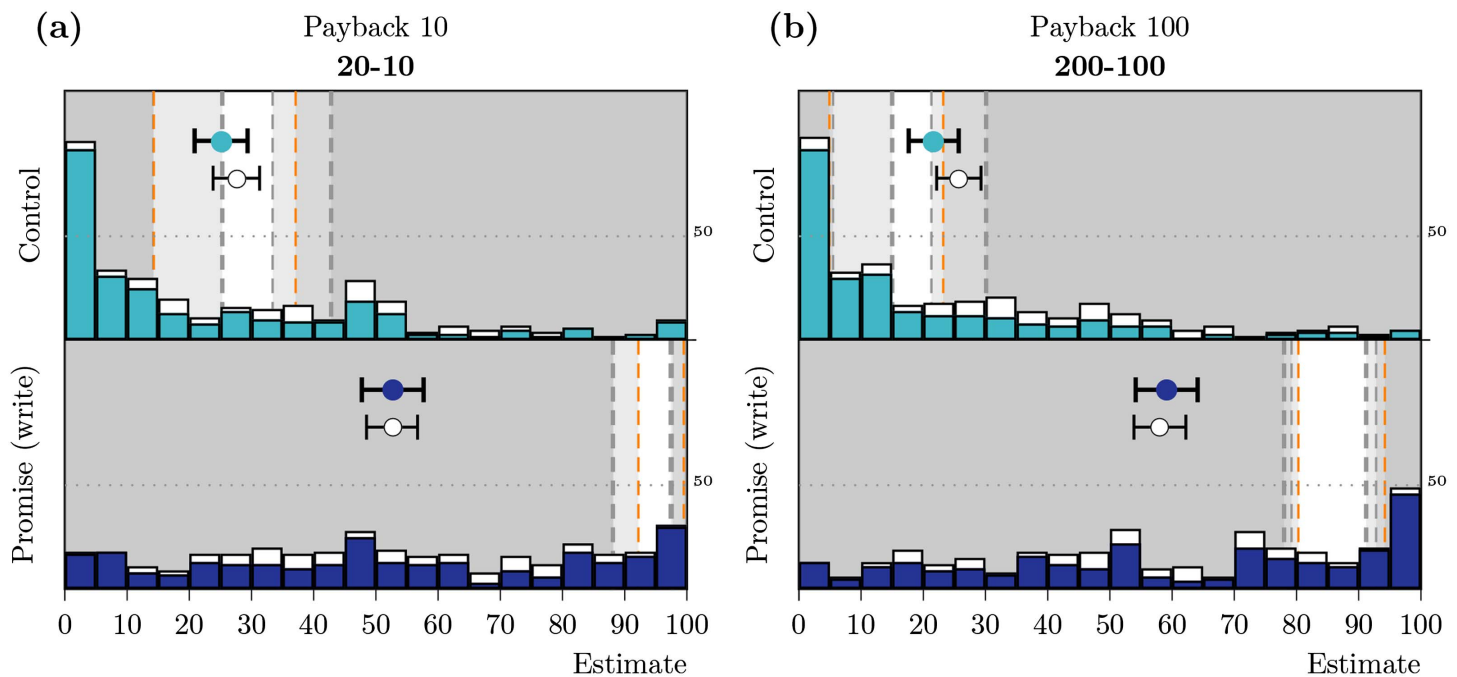 (a)
Payback 10
20-10
Control
50
Promise (write)
50
0 10 20 30 40 50 60 70 80 90 100
Estimate
(b)
Payback 100
200-100
Control
50
Promise (write)
50
0 10 20 30 40 50 60 70 80 90 100
Estimate